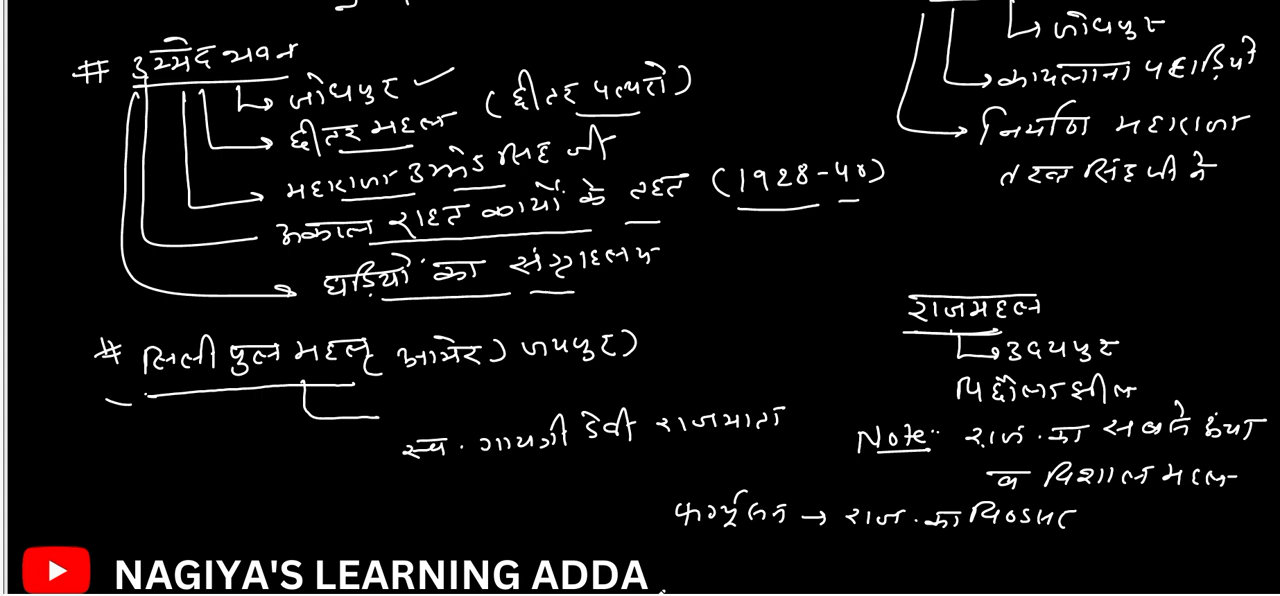 # उम्मेद भवन
↳ जोधपुर ✓
→ छीतर महल (छीतर पत्थरो)
→ महाराजा उम्मेद सिंह जी
अकाल राहत कार्यों के तहत (1928-40)
→ घड़ियों का संग्रहालय
# लिली पुल महल (आमेर) जयपुर)
स्व. गायत्री देवी राजमाता
↳ जोधपुर
→ कायलाना पहाड़ियों
→ निर्माण महाराजा
तख्त सिंह जी ने
राजमहल
↳ उदयपुर
पिछोला झील
Note:- राज. का सबसे ऊंचा
व विशाल महल
फर्ग्यूसन → राज. का विण्डसर
NAGIYA'S LEARNING ADDA